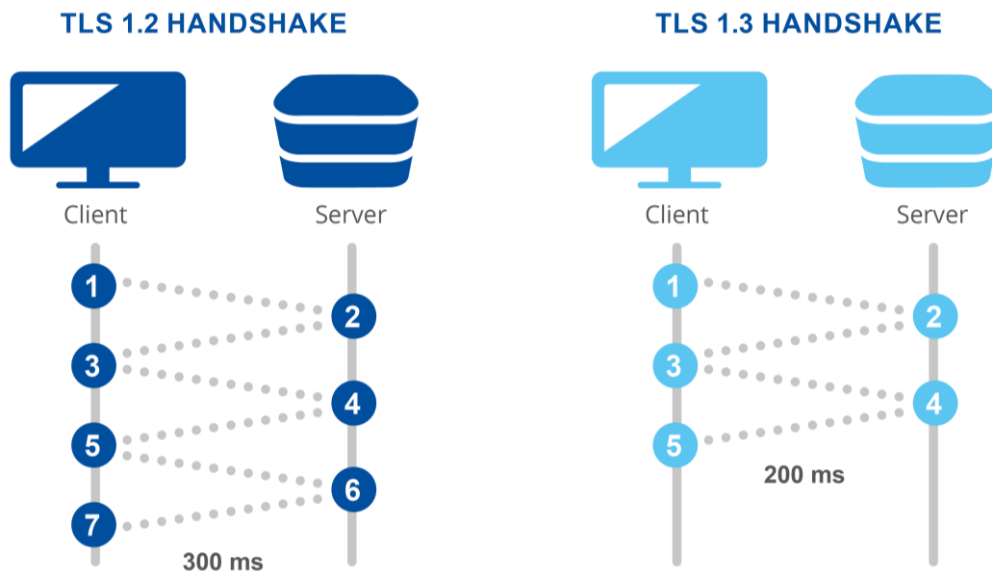 TLS 1.2 HANDSHAKE
Client
Server
1
2
3
4
5
6
7
300 ms
TLS 1.3 HANDSHAKE
Client
Server
1
2
3
4
5
200 ms